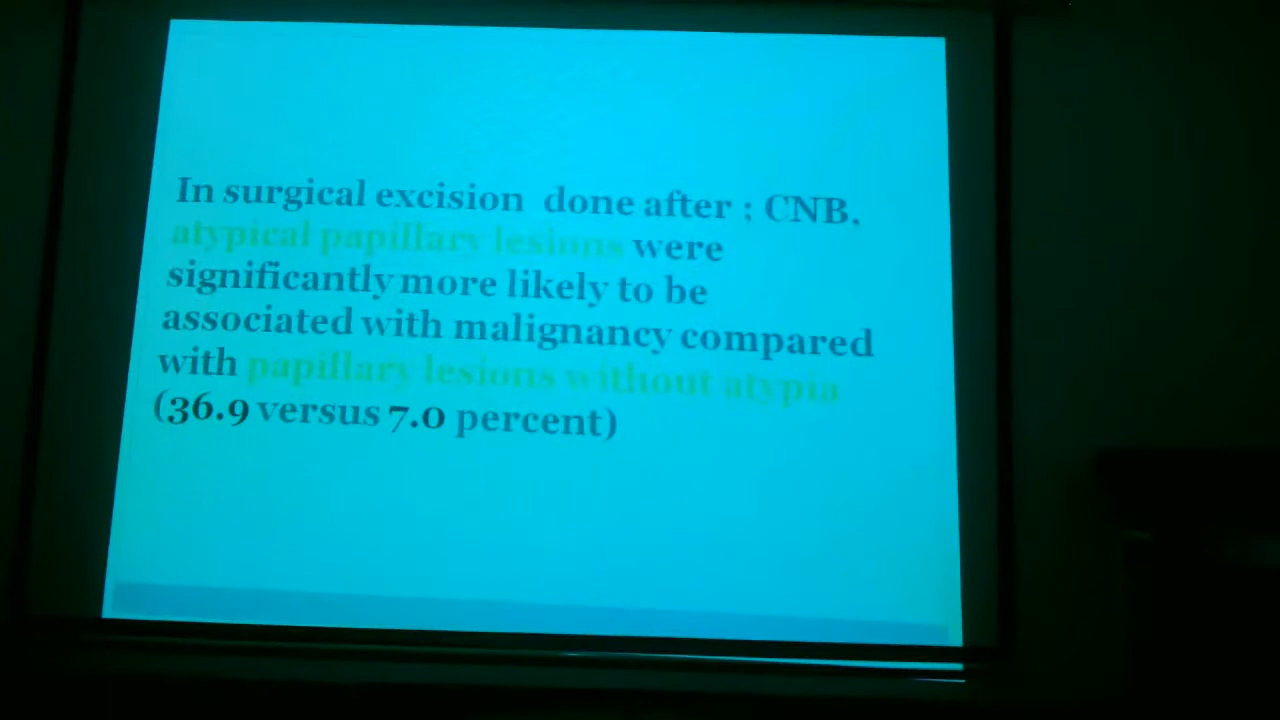 In surgical excision done after ; CNB,
atypical papillary lesions were
significantly more likely to be
associated with malignancy compared
with papillary lesions without atypia
(36.9 versus 7.0 percent)